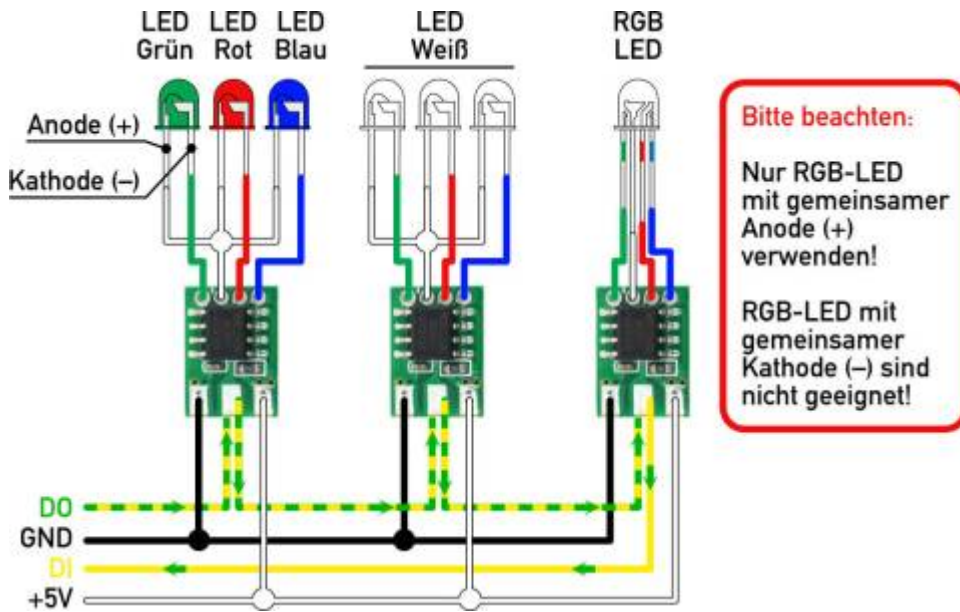 LED
Grün
LED
Rot
LED
Blau
LED
Weiß
RGB
LED
Anode (+)
Kathode (–)
Bitte beachten:
Nur RGB-LED
mit gemeinsamer
Anode (+)
verwenden!
RGB-LED mit
gemeinsamer
Kathode (–) sind
nicht geeignet!
DO
GND
DI
+5V